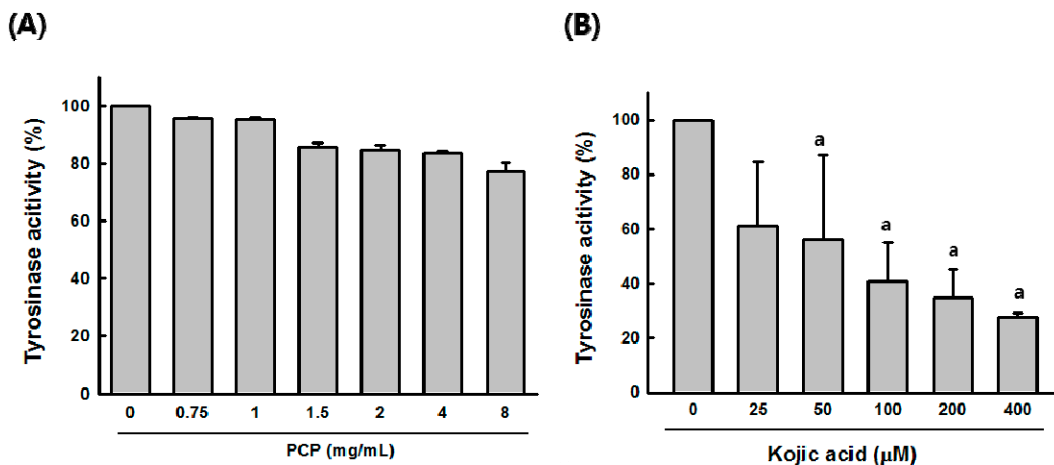 (A)
Tyrosinase acitivity (%)
100
80
60
40
20
0
0 0.75 1 1.5 2 4 8
PCP (mg/mL)
(B)
Tyrosinase acitivity (%)
100
80
60
40
20
0
a
a
a
a
0 25 50 100 200 400
Kojic acid (μM)